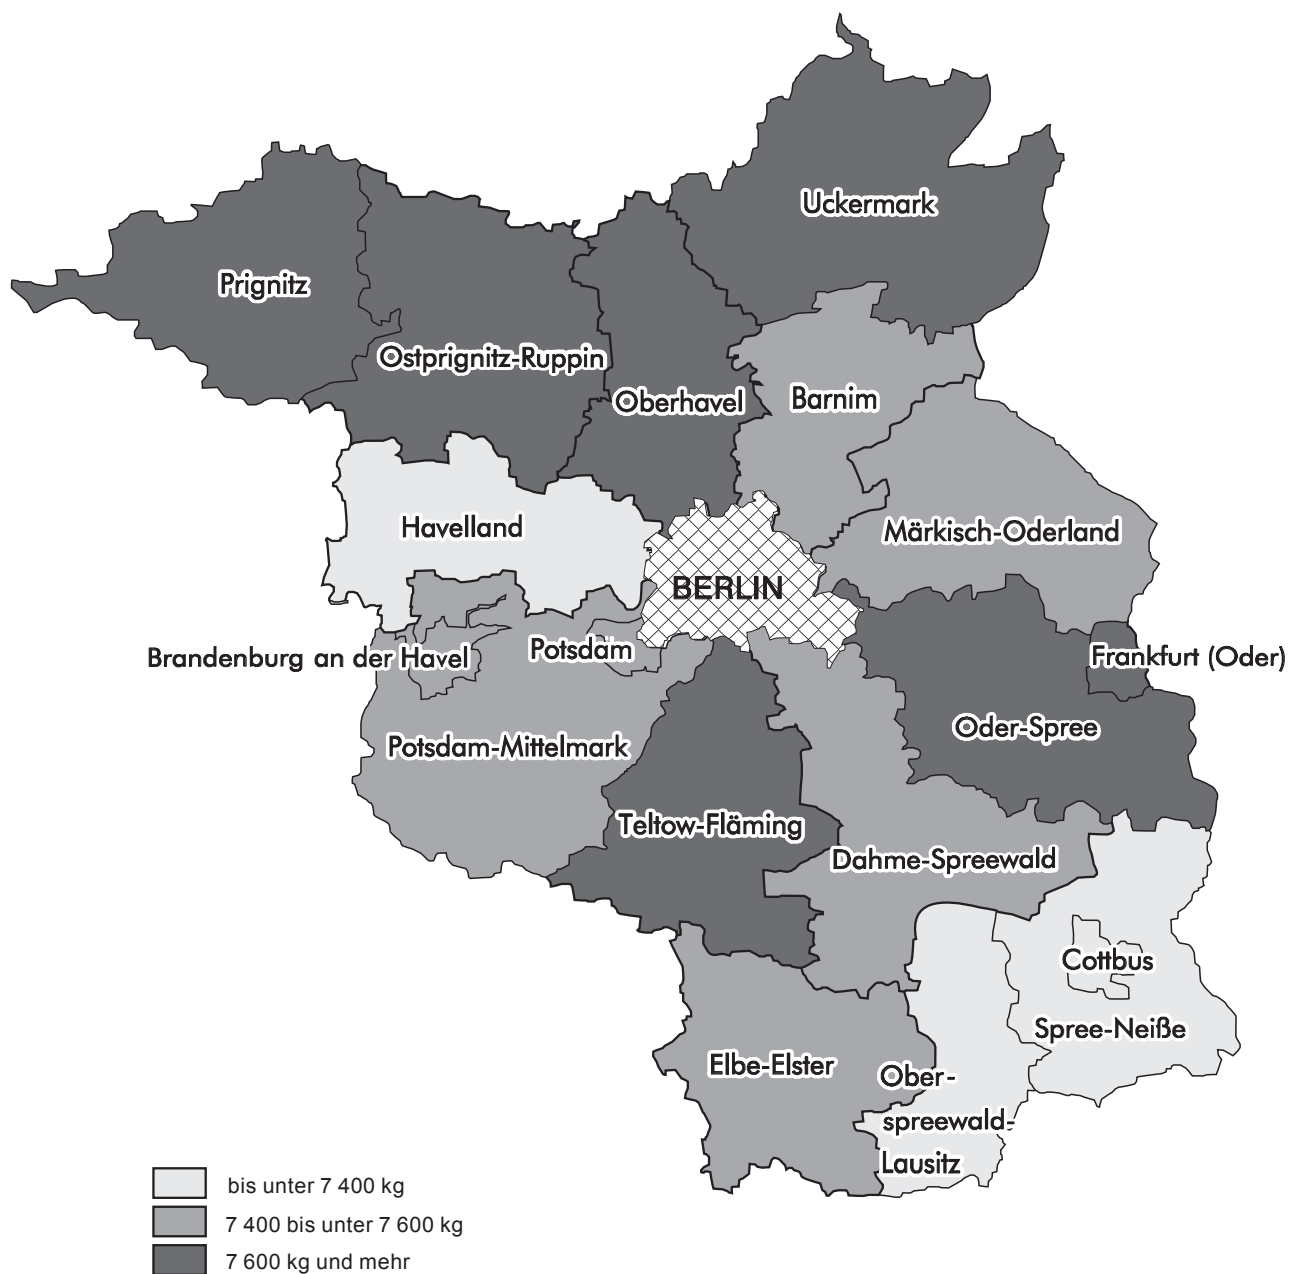 Uckermark
Prignitz
Ostprignitz-Ruppin
Oberhavel
Barnim
Havelland
Märkisch-Oderland
BERLIN
Brandenburg an der Havel
Potsdam
Frankfurt (Oder)
Potsdam-Mittelmark
Oder-Spree
Teltow-Fläming
Dahme-Spreewald
Cottbus
Spree-Neiße
Elbe-Elster
Ober-
spreewald-
Lausitz
bis unter 7 400 kg
7 400 bis unter 7 600 kg
7 600 kg und mehr